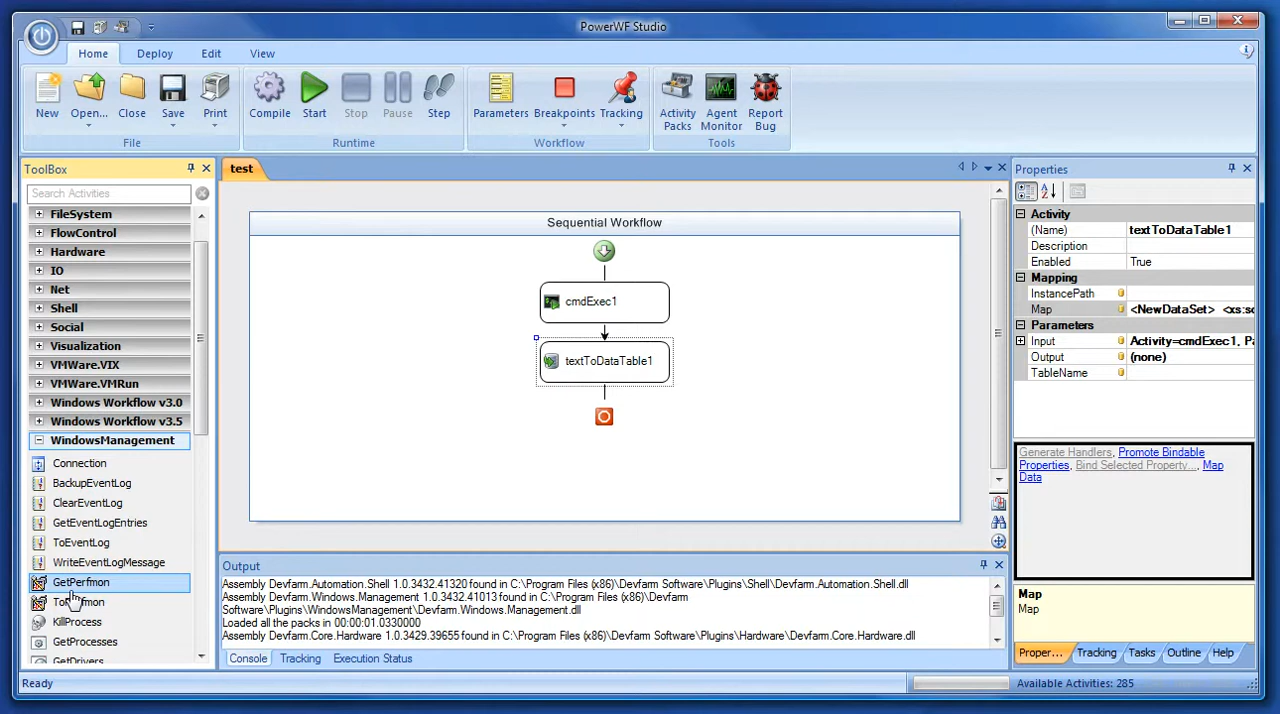 PowerWF Studio
Home Deploy Edit View
New Open... Close Save Print Compile Start Stop Pause Step Parameters Breakpoints Tracking Activity Packs Agent Monitor Report Bug
File Runtime Workflow Tools
ToolBox
Search Activities
FileSystem
FlowControl
Hardware
IO
Net
Shell
Social
Visualization
VMWare.VIX
VMWare.VMRun
Windows Workflow v3.0
Windows Workflow v3.5
WindowsManagement
Connection
BackupEventLog
ClearEventLog
GetEventLogEntries
ToEventLog
WriteEventLogMessage
GetPerfmon
KillProcess
GetProcesses
GetDrivers
test
Sequential Workflow
cmdExec1
textToDataTable1
Output
Assembly Devfarm.Automation.Shell 1.0.3432.41320 found in C:\Program Files (x86)\Devfarm Software\Plugins\Shell\Devfarm.Automation.Shell.dll
Assembly Devfarm.Windows.Management 1.0.3432.41010 found in C:\Program Files (x86)\Devfarm
Software\Plugins\WindowsManagement\Devfarm.Windows.Management.dll
Loaded all the packs in 00:00:01.0330000
Assembly Devfarm.Core.Hardware 1.0.3429.39655 found in C:\Program Files (x86)\Devfarm Software\Plugins\Hardware\Devfarm.Core.Hardware.dll
Console Tracking Execution Status
Properties
Activity
(Name) textToDataTable1
Description
Enabled True
Mapping
InstancePath
Map <NewDataSet> <xs:sc
Parameters
Input Activity=cmdExec1, Pa
Output (none)
TableName
Generate Handlers, Promote Bindable
Properties, Bind Selected Property..., Map
Data
Map
Map
Proper... Tracking Tasks Outline Help
Ready
Available Activities: 285